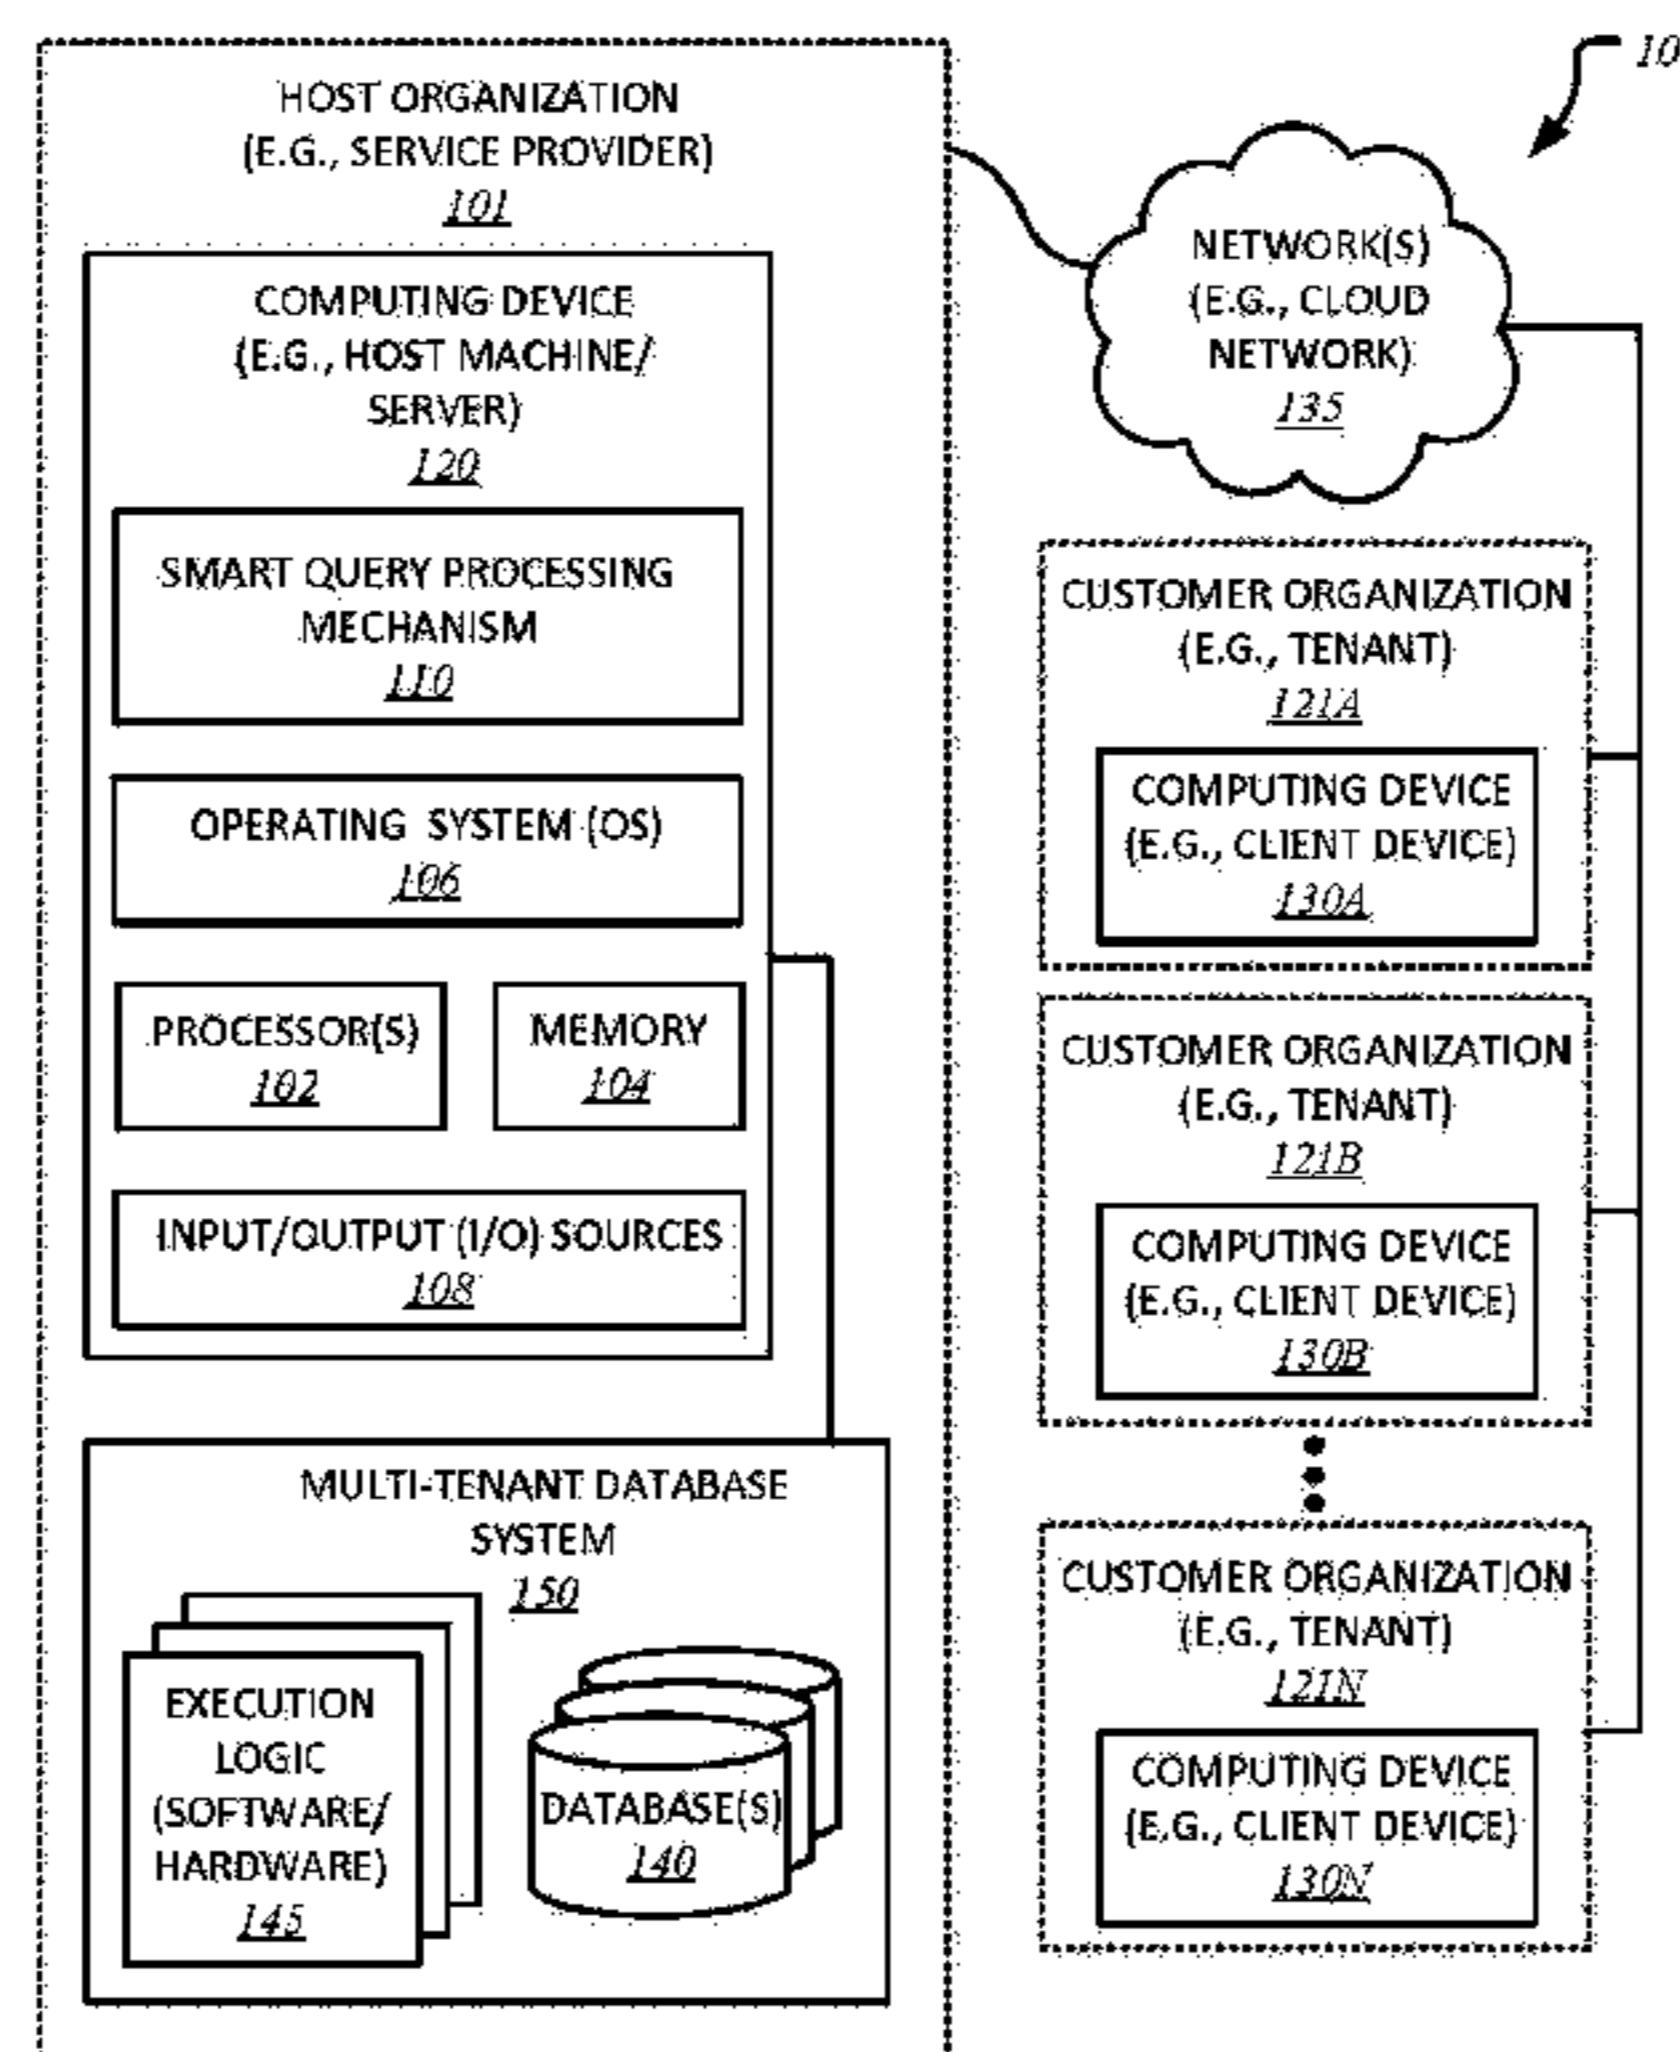 HOST ORGANIZATION
(E.G., SERVICE PROVIDER)
101
COMPUTING DEVICE
(E.G., HOST MACHINE/
SERVER)
120
SMART QUERY PROCESSING
MECHANISM
110
OPERATING SYSTEM (OS)
106
PROCESSOR(S)
102
MEMORY
104
INPUT/OUTPUT (I/O) SOURCES
108
MULTI-TENANT DATABASE
SYSTEM
150
EXECUTION
LOGIC
(SOFTWARE/
HARDWARE)
145
DATABASE(S)
140
10
NETWORK(S)
(E.G., CLOUD
NETWORK)
135
CUSTOMER ORGANIZATION
(E.G., TENANT)
121A
COMPUTING DEVICE
(E.G., CLIENT DEVICE)
130A
CUSTOMER ORGANIZATION
(E.G., TENANT)
121B
COMPUTING DEVICE
(E.G., CLIENT DEVICE)
130B
CUSTOMER ORGANIZATION
(E.G., TENANT)
121N
COMPUTING DEVICE
(E.G., CLIENT DEVICE)
130N